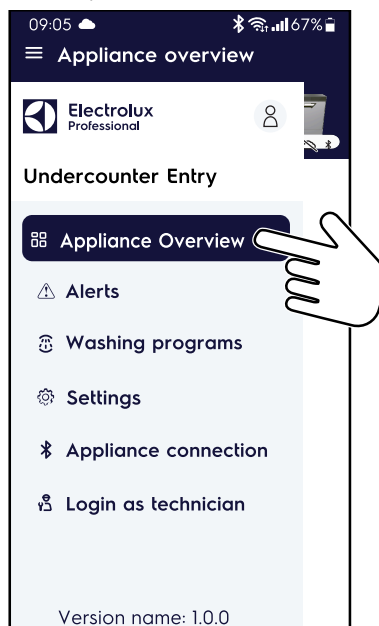 09:05 67%
Appliance overview
Electrolux
Professional
Undercounter Entry
Appliance Overview
Alerts
Washing programs
Settings
Appliance connection
Login as technician
Version name: 1.0.0